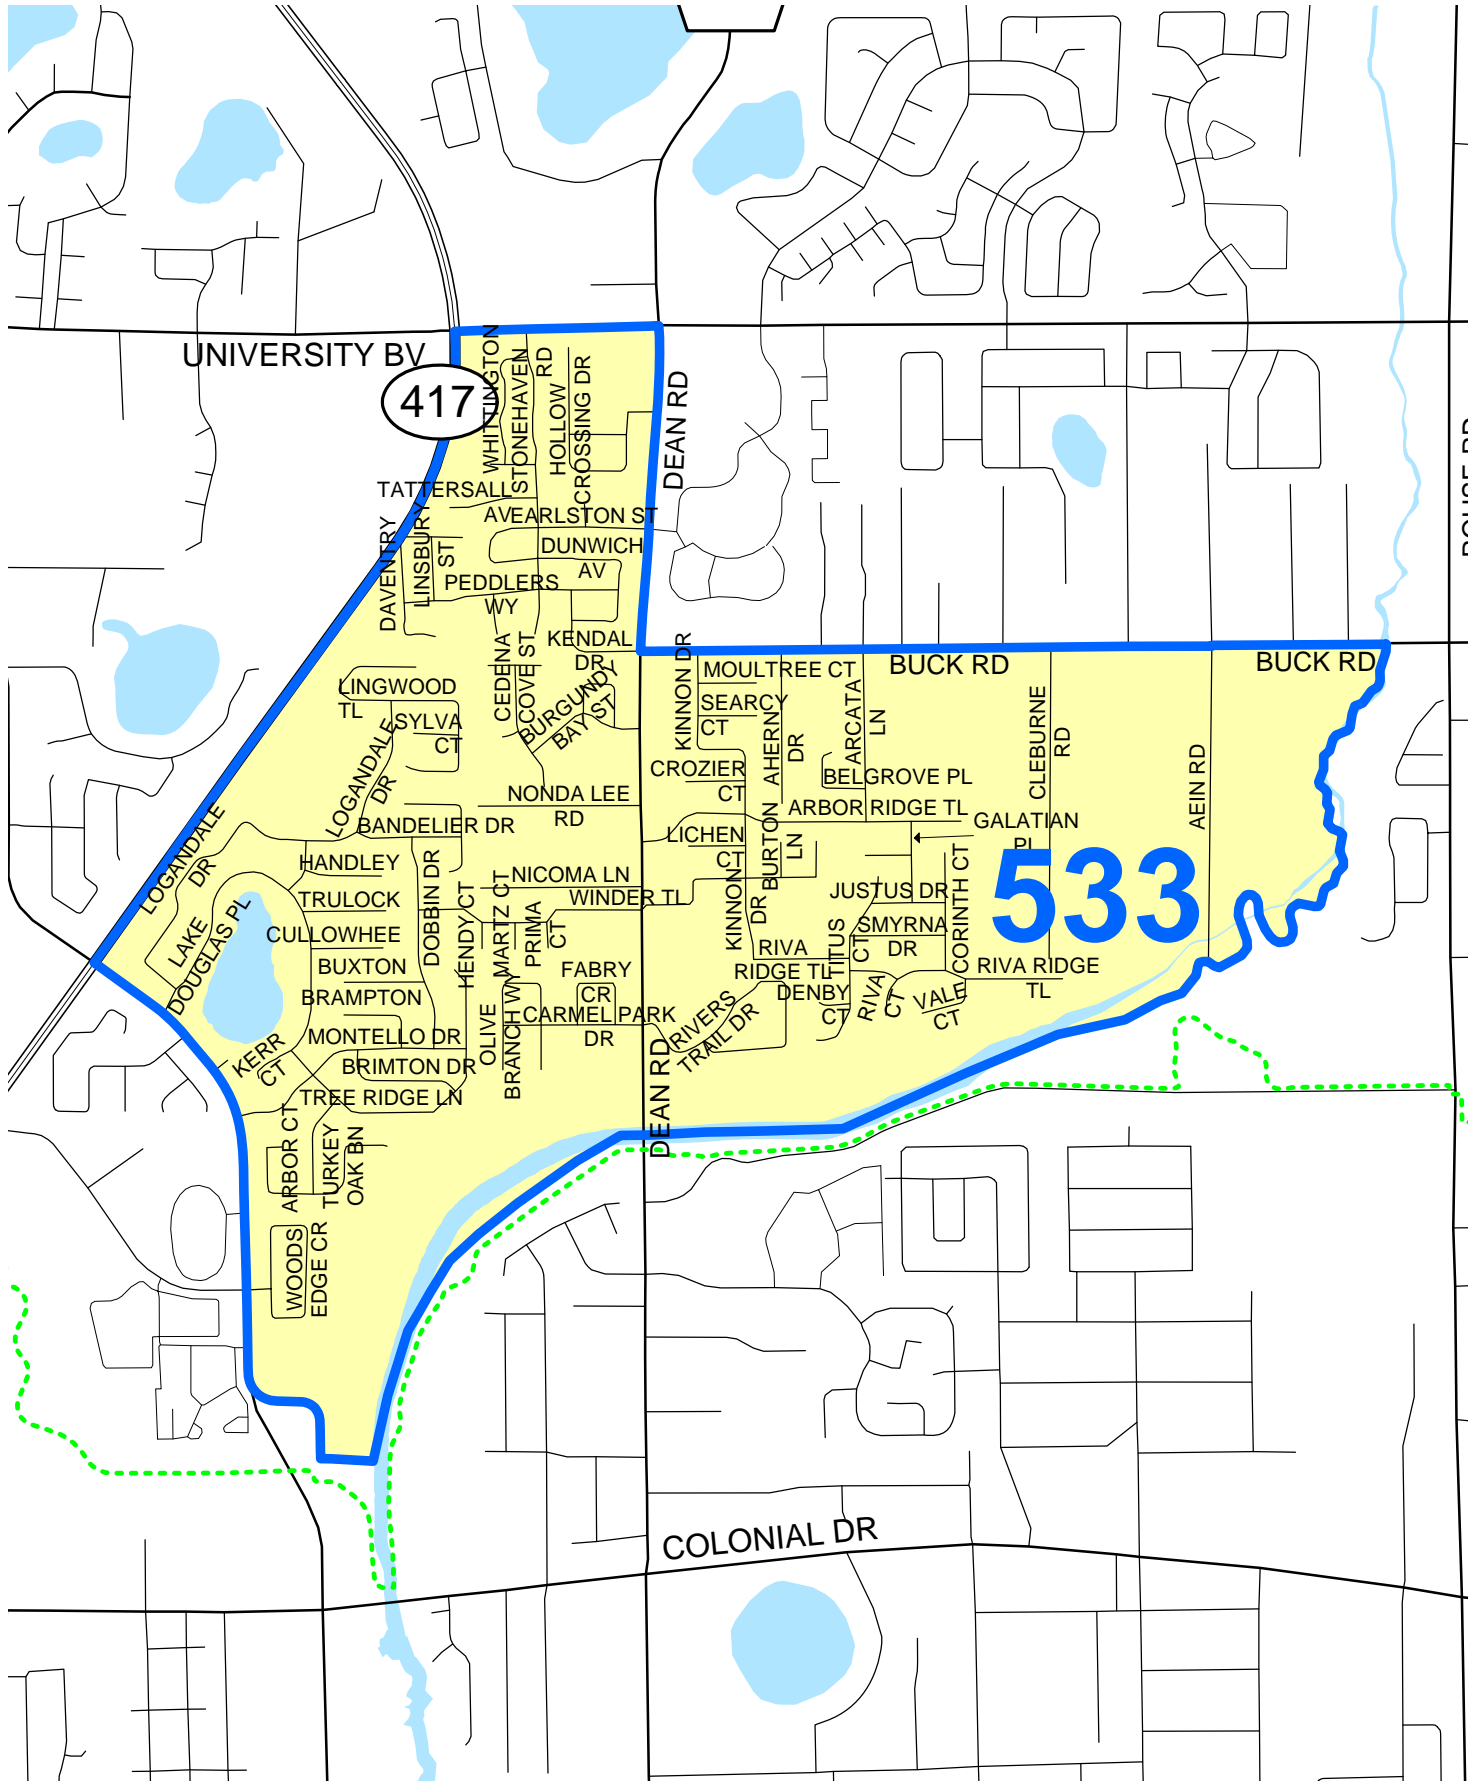 UNIVERSITY BV
417
WHITTINGTON
STONEHAVEN
HOLLOW
RD
CROSSING DR
DEAN RD
TATTERSALL
AV
EARLSTON ST
DAVENTRY
LINSBURY
ST
DUNWICH
AV
PEDDLERS
WY
KENDAL
DR
CEDENA
COVE ST
BURGUNDY
BAY ST
LINGWOOD
TL
SYLVA
CT
LOGANDALE
DR
KINNON DR
MOULTREE CT
SEARCY
CT
BUCK RD
BUCK RD
AHERN
DR
ARCATA
LN
CLEBURNE
RD
AEIN RD
CROZIER
CT
BELGROVE PL
NONDA LEE
RD
ARBOR RIDGE TL
GALATIAN
PL
BANDELIER DR
LICHEN
CT
BURTON
LN
LOGANDALE
DR
HANDLEY
TRULOCK
DOBBIN DR
NICOMA LN
WINDER TL
HENDY CT
MARTZ CT
PRIMA
CT
KINNON
DR
JUSTUS DR
SMYRNA
DR
CORINTH CT
533
LAKE
DOUGLAS PL
CULLOWHEE
BUXTON
BRAMPTON
FABRY
CR
RIVA
RIDGE TL
TITUS
CT
RIVA RIDGE
TL
DENBY
CT
RIVA
CT
VALE
CT
OLIVE
BRANCH WY
CARMEL PARK
DR
RIVERS
TRAIL DR
MONTELLO DR
KERR
CT
BRIMTON DR
TREE RIDGE LN
DEAN RD
ARBOR CT
TURKEY
OAK BN
WOODS
EDGE CR
COLONIAL DR